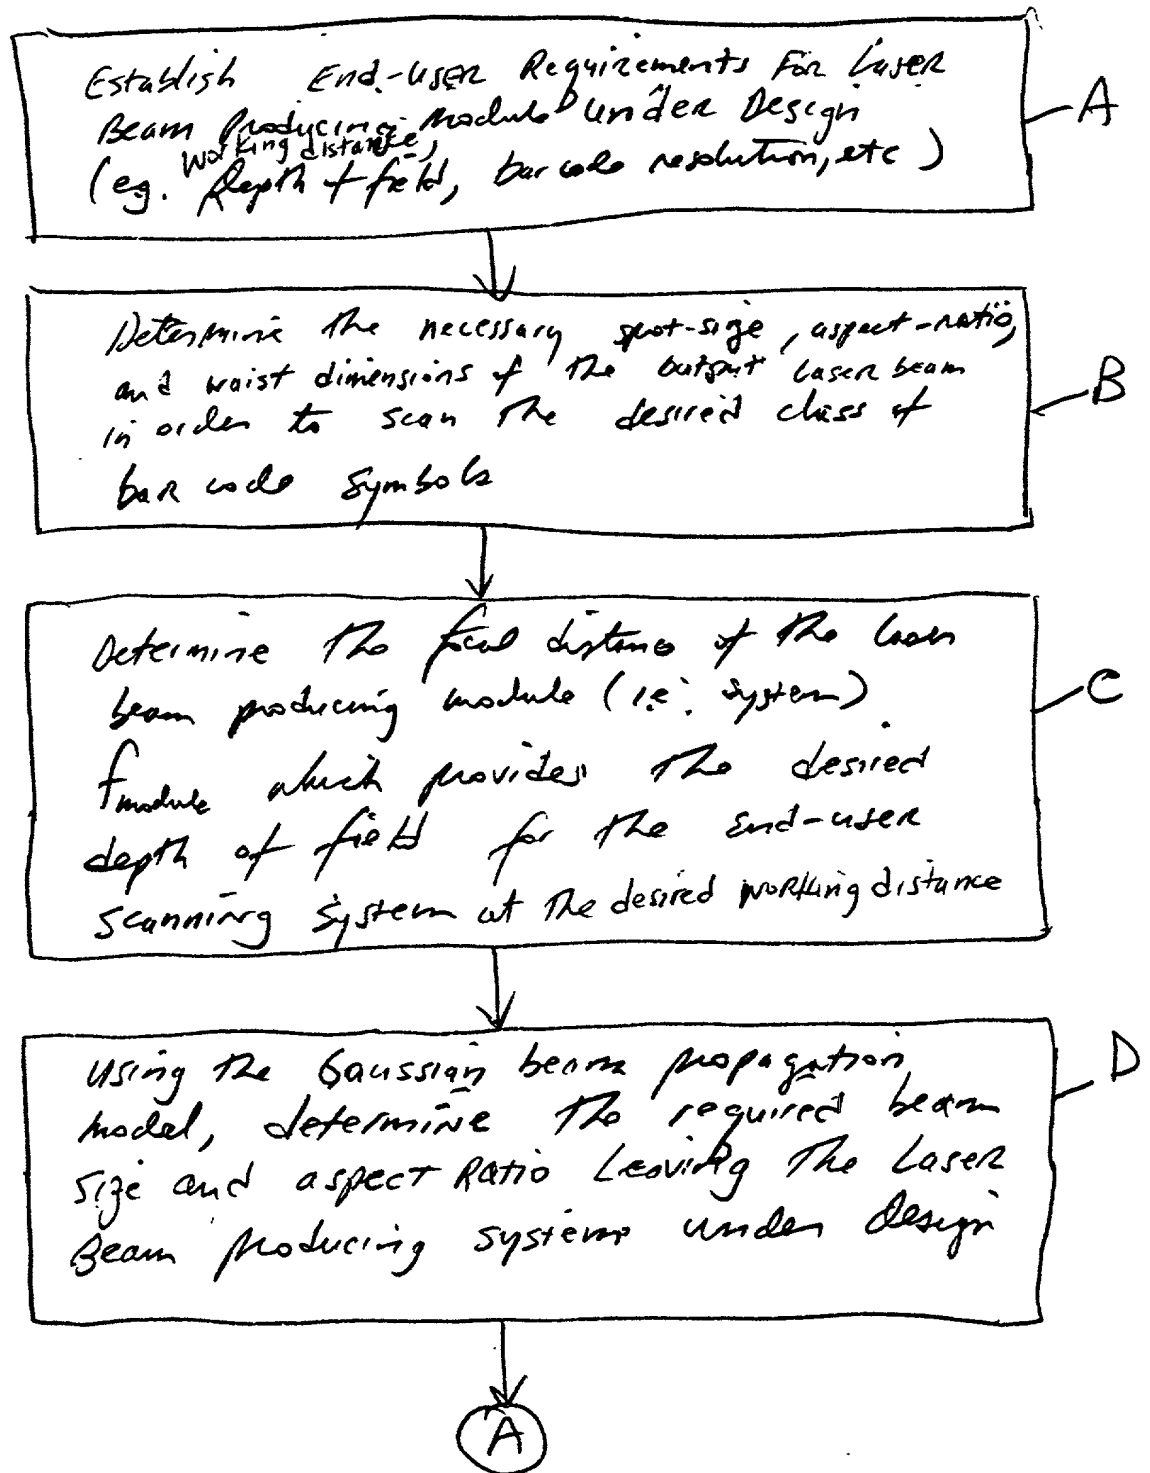 Establish End-user Requirements For Laser
Beam Producing Module Under Design
working distance,
(eg. depth of field, bar code resolution, etc)
A
Determine the necessary spot-size, aspect-ratio,
and waist dimensions of the output laser beam
in order to scan the desired class of
bar code symbols
B
Determine the focal distance of the laser
beam producing module (i.e. system)
fmodule which provides the desired
depth of field for the end-user
scanning system at the desired working distance
C
Using the Gaussian beam propagation
model, determine the required beam
size and aspect Ratio Leaving the Laser
Beam producing systems under design
D
A